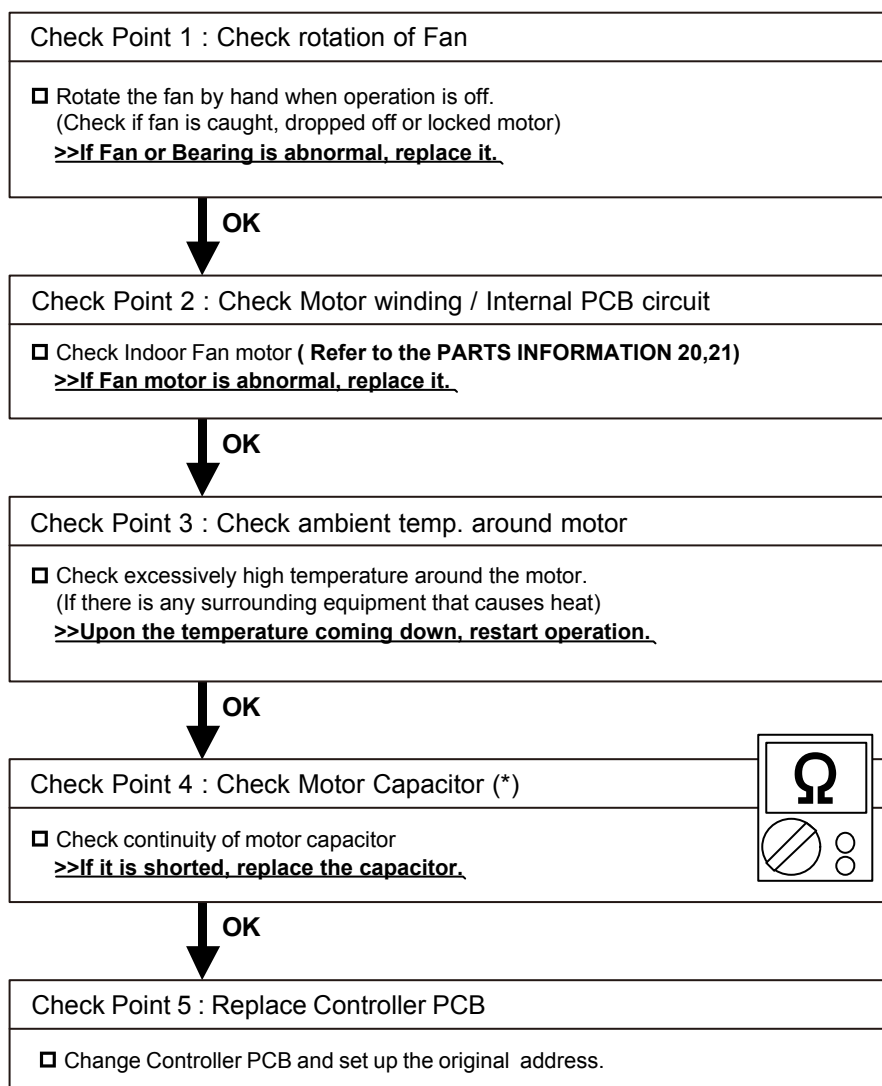 Check Point 1 : Check rotation of Fan
Rotate the fan by hand when operation is off.
(Check if fan is caught, dropped off or locked motor)
>>If Fan or Bearing is abnormal, replace it.
OK
Check Point 2 : Check Motor winding / Internal PCB circuit
Check Indoor Fan motor ( Refer to the PARTS INFORMATION 20,21)
>>If Fan motor is abnormal, replace it.
OK
Check Point 3 : Check ambient temp. around motor
Check excessively high temperature around the motor.
(If there is any surrounding equipment that causes heat)
>>Upon the temperature coming down, restart operation.
OK
Check Point 4 : Check Motor Capacitor (*)
Ω
Check continuity of motor capacitor
>>If it is shorted, replace the capacitor.
OK
Check Point 5 : Replace Controller PCB
Change Controller PCB and set up the original address.